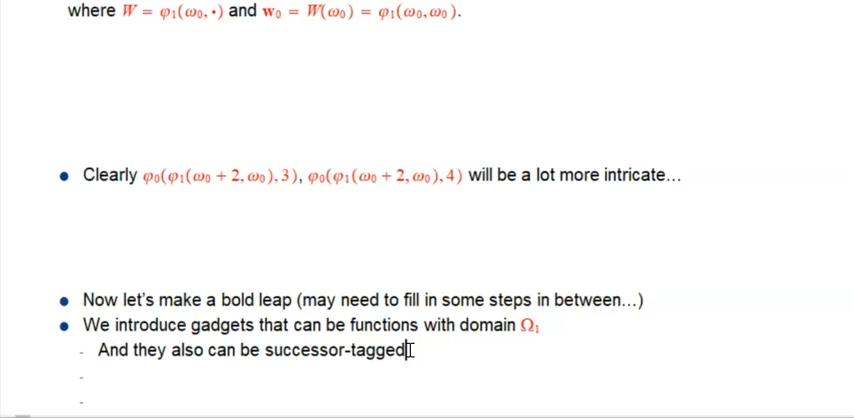 where W = φ₁(ω₀, •) and w₀ = W(ω₀) = φ₁(ω₀, ω₀).
• Clearly φ₀(φ₁(ω₀ + 2, ω₀), 3), φ₀(φ₁(ω₀ + 2, ω₀), 4) will be a lot more intricate…
• Now let's make a bold leap (may need to fill in some steps in between…)
• We introduce gadgets that can be functions with domain Ω₁
- And they also can be successor-tagged
-
-